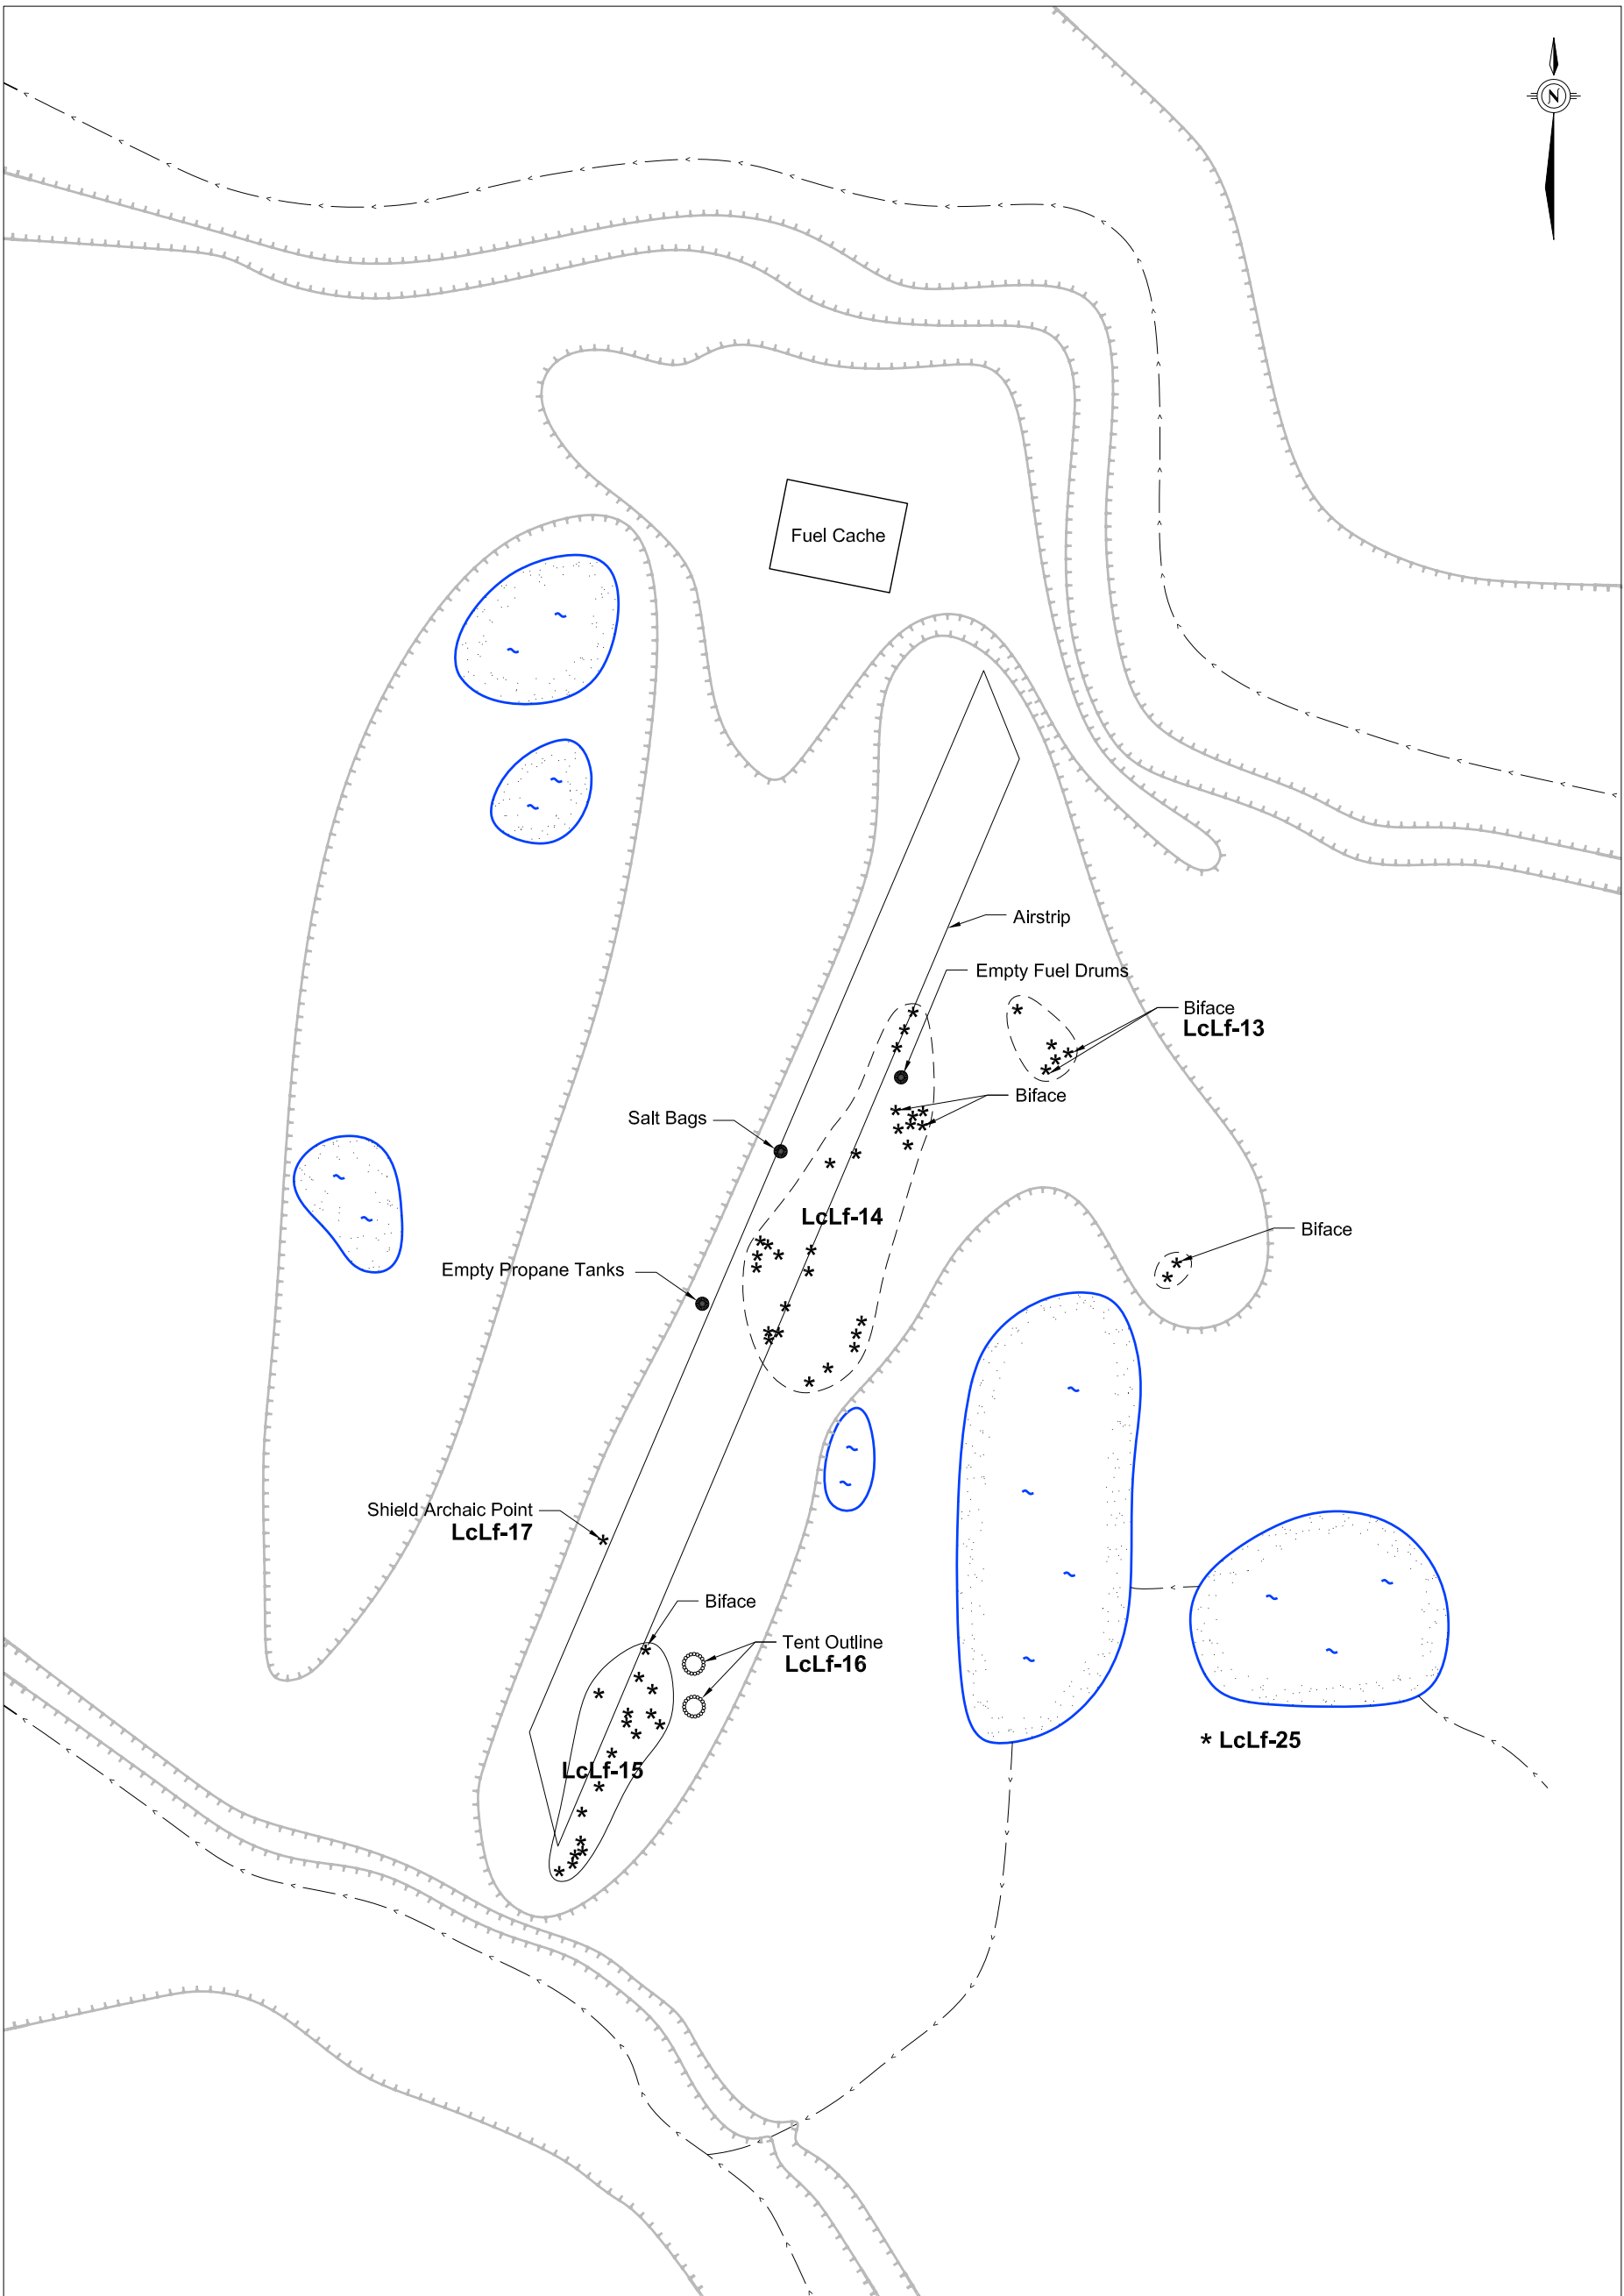 N
Fuel Cache
Airstrip
Empty Fuel Drums
Biface
LcLf-13
Biface
Salt Bags
LcLf-14
Biface
Empty Propane Tanks
Shield Archaic Point
LcLf-17
Biface
Tent Outline
LcLf-16
* LcLf-25
LcLf-15